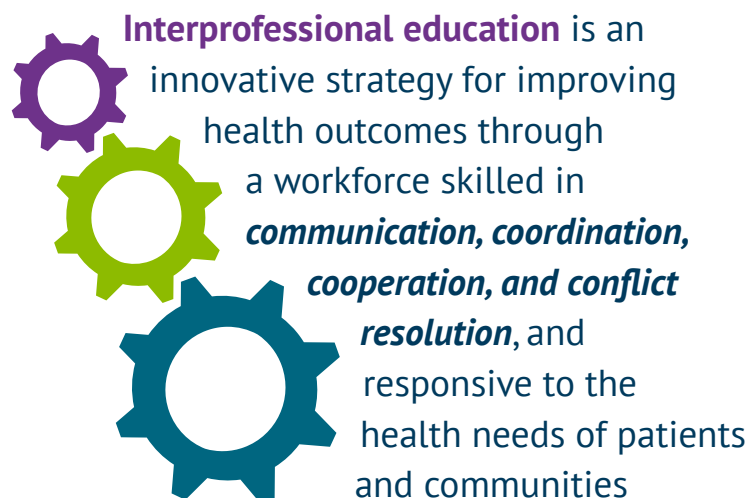 Interprofessional education is an
innovative strategy for improving
health outcomes through
a workforce skilled in
communication, coordination,
cooperation, and conflict
resolution, and
responsive to the
health needs of patients
and communities